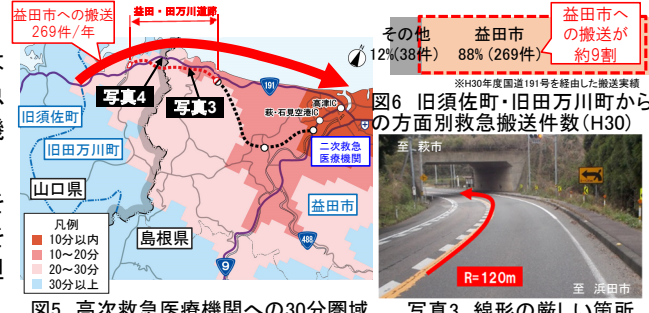 益田市への搬送
269件/年
益田・田万川道路
写真4
写真3
191
高津IC
萩・石見空港IC
二次救急
医療機関
旧須佐町
旧田万川町
山口県
島根県
益田市
488
9
凡例
10分以内
10～20分
20～30分
30分以上
図5 高次救急医療機関への30分圏域
その他
12%(38件)
益田市
88%(269件)
益田市へ
の搬送が
約9割
※H30年度国道191号を経由した搬送実績
図6 旧須佐町・旧田万川町から
の方面別救急搬送件数(H30)
至 萩市
R=120m
至 浜田市
写真3 線形の厳しい箇所